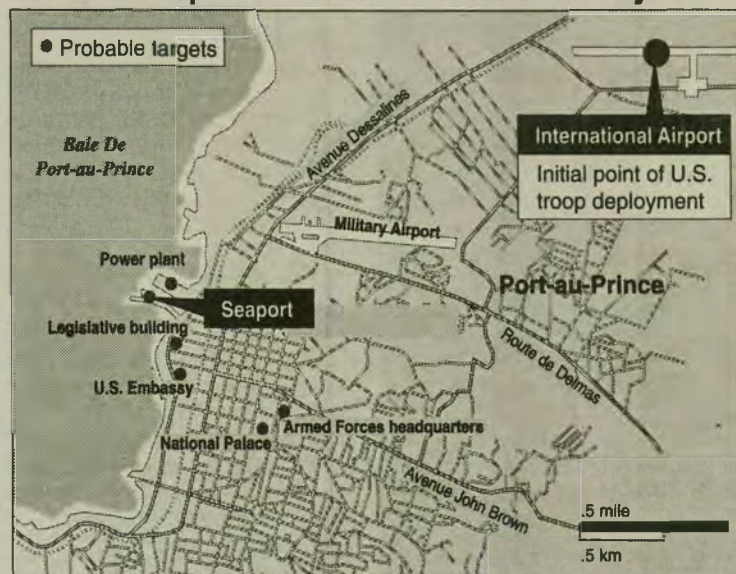 Probable targets
Baie De
Port-au-Prince
Avenue Dessalines
International Airport
Initial point of U.S.
troop deployment
Military Airport
Power plant
Port-au-Prince
Seaport
Legislative building
Route de Delmas
U.S. Embassy
Armed Forces headquarters
National Palace
Avenue John Brown
.5 mile
.5 km